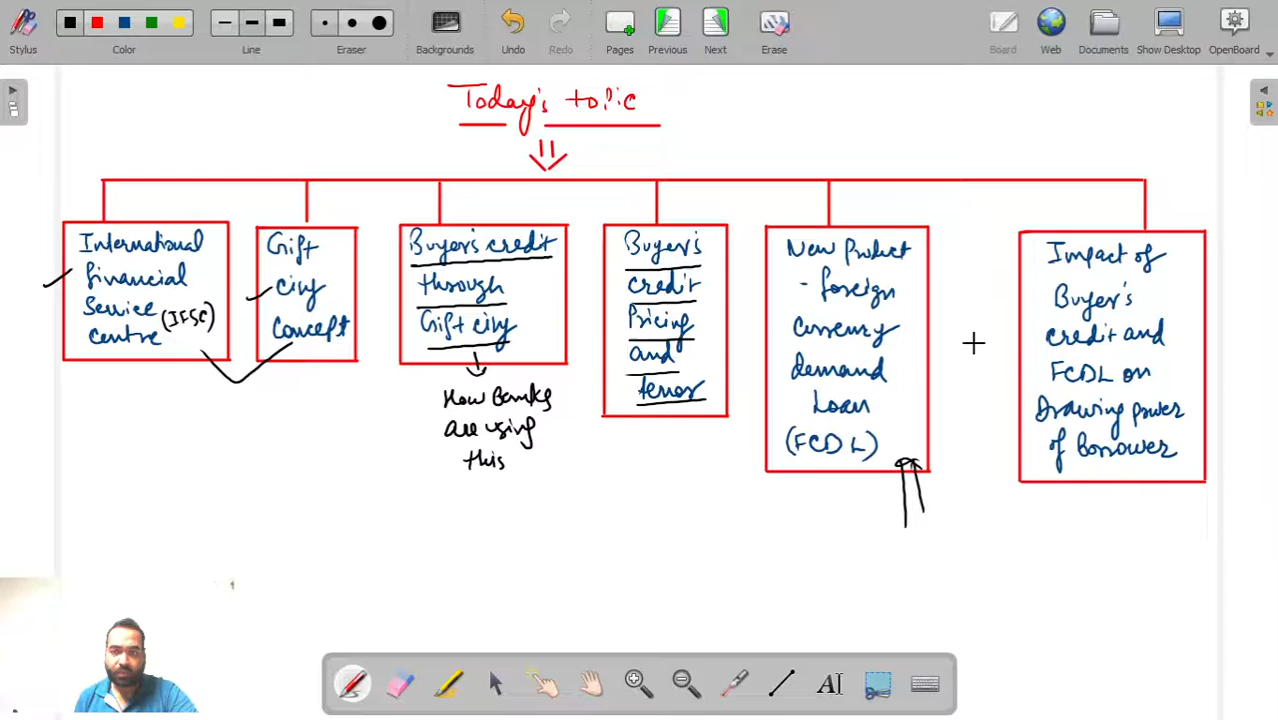 Stylus
Color
Line
Eraser
Backgrounds
Undo
Redo
Pages
Previous
Next
Erase
Board
Web
Documents
Show Desktop
OpenBoard
Today's topic
International
financial
Service
centre (IFSC)
Gift
city
concept
Buyer's credit
through
Gift city
How Banks
are using
this
Buyer's
credit
Pricing
and
tenor
New Product
- foreign
currency
demand
Loan
(FCDL)
Impact of
Buyer's
credit and
FCDL on
Drawing power
of borrower
AI